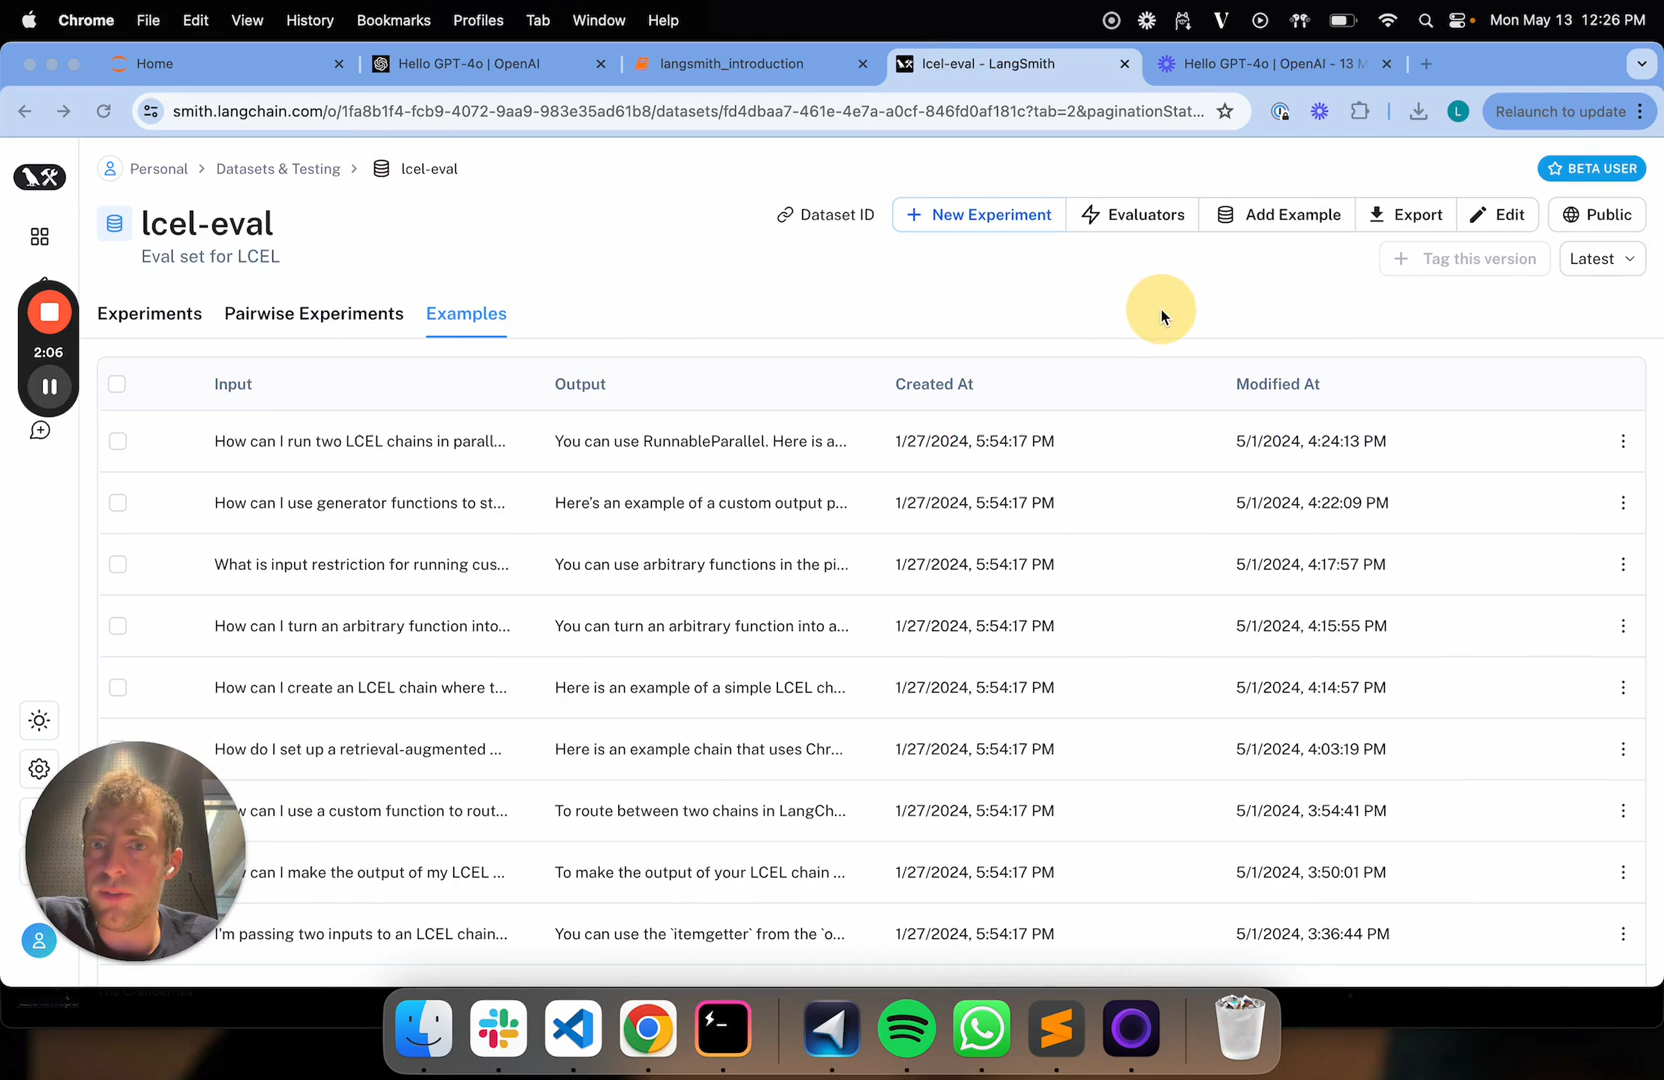 Chrome File Edit View History Bookmarks Profiles Tab Window Help Mon May 13 12:26 PM
Home Hello GPT-4o | OpenAI langsmith_introduction lcel-eval - LangSmith Hello GPT-4o | OpenAI - 13 M
smith.langchain.com/o/1fa8b1f4-fcb9-4072-9aa9-983e35ad61b8/datasets/fd4dbaa7-461e-4e7a-a0cf-846fd0af181c?tab=2&paginationStat... L Relaunch to update
Personal > Datasets & Testing > lcel-eval BETA USER
lcel-eval
Dataset ID + New Experiment Evaluators Add Example Export Edit Public
Eval set for LCEL
+ Tag this version Latest
Experiments Pairwise Experiments Examples
2:06
Input Output Created At Modified At
How can I run two LCEL chains in parall... You can use RunnableParallel. Here is a... 1/27/2024, 5:54:17 PM 5/1/2024, 4:24:13 PM
How can I use generator functions to st... Here's an example of a custom output p... 1/27/2024, 5:54:17 PM 5/1/2024, 4:22:09 PM
What is input restriction for running cus... You can use arbitrary functions in the pi... 1/27/2024, 5:54:17 PM 5/1/2024, 4:17:57 PM
How can I turn an arbitrary function into... You can turn an arbitrary function into a... 1/27/2024, 5:54:17 PM 5/1/2024, 4:15:55 PM
How can I create an LCEL chain where t... Here is an example of a simple LCEL ch... 1/27/2024, 5:54:17 PM 5/1/2024, 4:14:57 PM
How do I set up a retrieval-augmented ... Here is an example chain that uses Chr... 1/27/2024, 5:54:17 PM 5/1/2024, 4:03:19 PM
can I use a custom function to rout... To route between two chains in LangCh... 1/27/2024, 5:54:17 PM 5/1/2024, 3:54:41 PM
can I make the output of my LCEL ... To make the output of your LCEL chain ... 1/27/2024, 5:54:17 PM 5/1/2024, 3:50:01 PM
I'm passing two inputs to an LCEL chain... You can use the `itemgetter` from the `o... 1/27/2024, 5:54:17 PM 5/1/2024, 3:36:44 PM